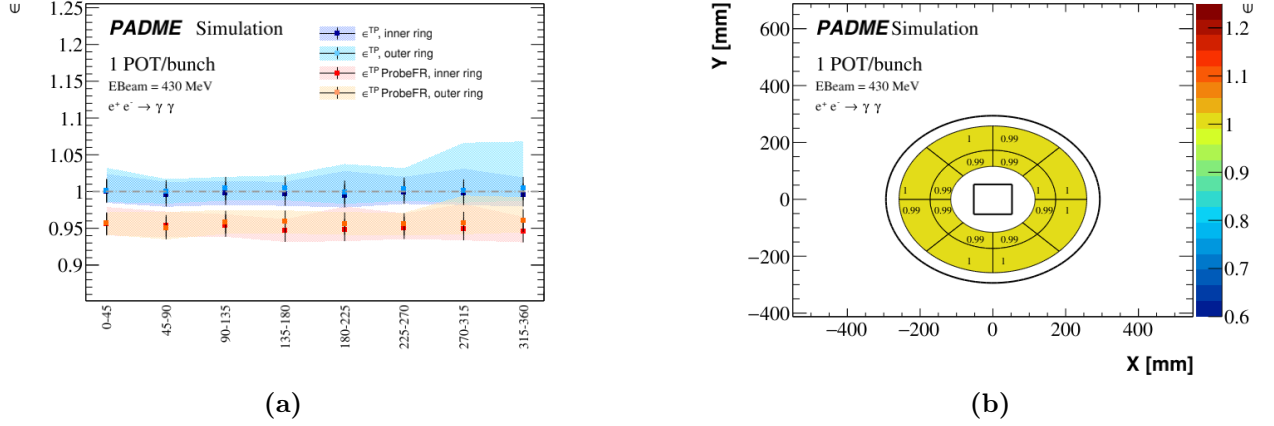 ∈
1.25
1.2
1.15
1.1
1.05
1
0.95
0.9
PADME Simulation
1 POT/bunch
EBeam = 430 MeV
e⁺ e⁻ → γ γ
∈ᵀᴾ, inner ring
∈ᵀᴾ, outer ring
∈ᵀᴾ ProbeFR, inner ring
∈ᵀᴾ ProbeFR, outer ring
0-45
45-90
90-135
135-180
180-225
225-270
270-315
315-360
(a)
Y [mm]
600
400
200
0
−200
−400
PADME Simulation
1 POT/bunch
EBeam = 430 MeV
e⁺ e⁻ → γ γ
1 0.99
0.99 0.99
1 0.99 1 1
0.99 0.99 1 0.99
0.99 0.99
1 1
−400 −200 0 200 400
X [mm]
∈
1.2
1.1
1
0.9
0.8
0.7
0.6
(b)